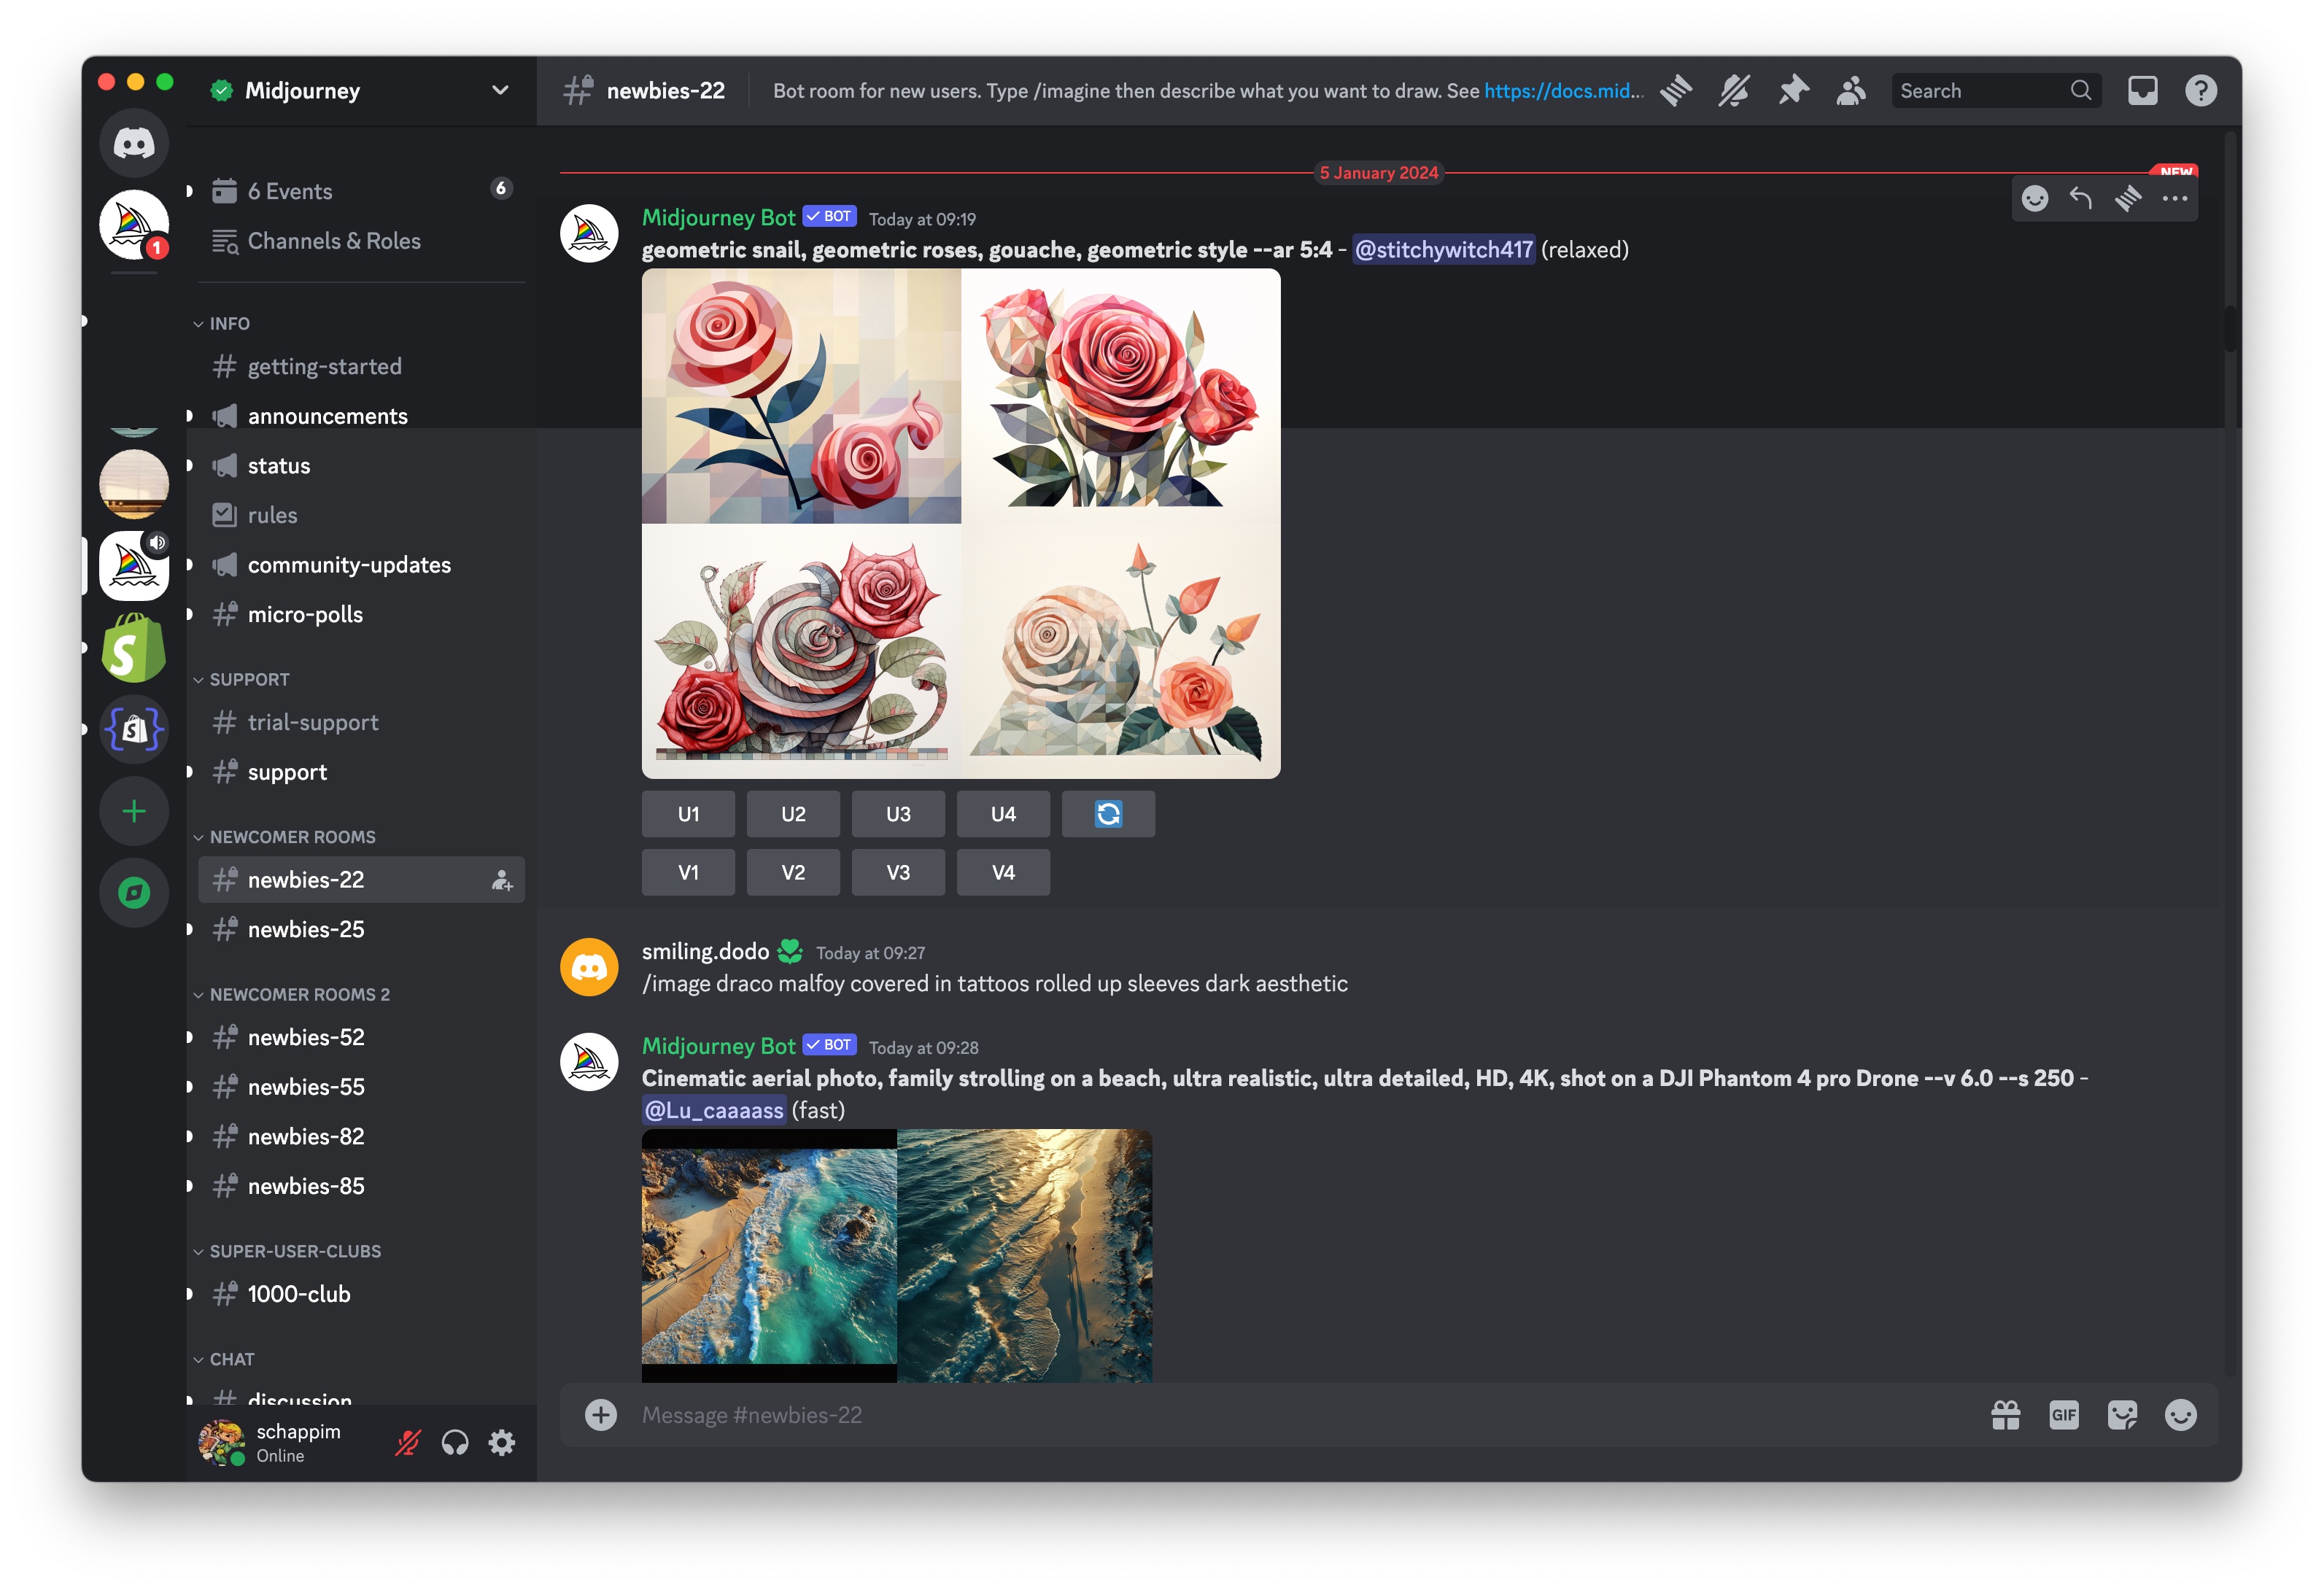 Midjourney
newbies-22
Bot room for new users. Type /imagine then describe what you want to draw. See https://docs.mid...
Search
1
6 Events
6
Channels & Roles
INFO
getting-started
announcements
status
rules
community-updates
micro-polls
SUPPORT
trial-support
support
NEWCOMER ROOMS
newbies-22
newbies-25
NEWCOMER ROOMS 2
newbies-52
newbies-55
newbies-82
newbies-85
SUPER-USER-CLUBS
1000-club
CHAT
discussion
schappim
Online
5 January 2024
NEW
Midjourney Bot BOT Today at 09:19
geometric snail, geometric roses, gouache, geometric style --ar 5:4 - @stitchywitch417 (relaxed)
U1 U2 U3 U4
V1 V2 V3 V4
smiling.dodo Today at 09:27
/image draco malfoy covered in tattoos rolled up sleeves dark aesthetic
Midjourney Bot BOT Today at 09:28
Cinematic aerial photo, family strolling on a beach, ultra realistic, ultra detailed, HD, 4K, shot on a DJI Phantom 4 pro Drone --v 6.0 --s 250 -
@Lu_caaaass (fast)
Message #newbies-22
GIF